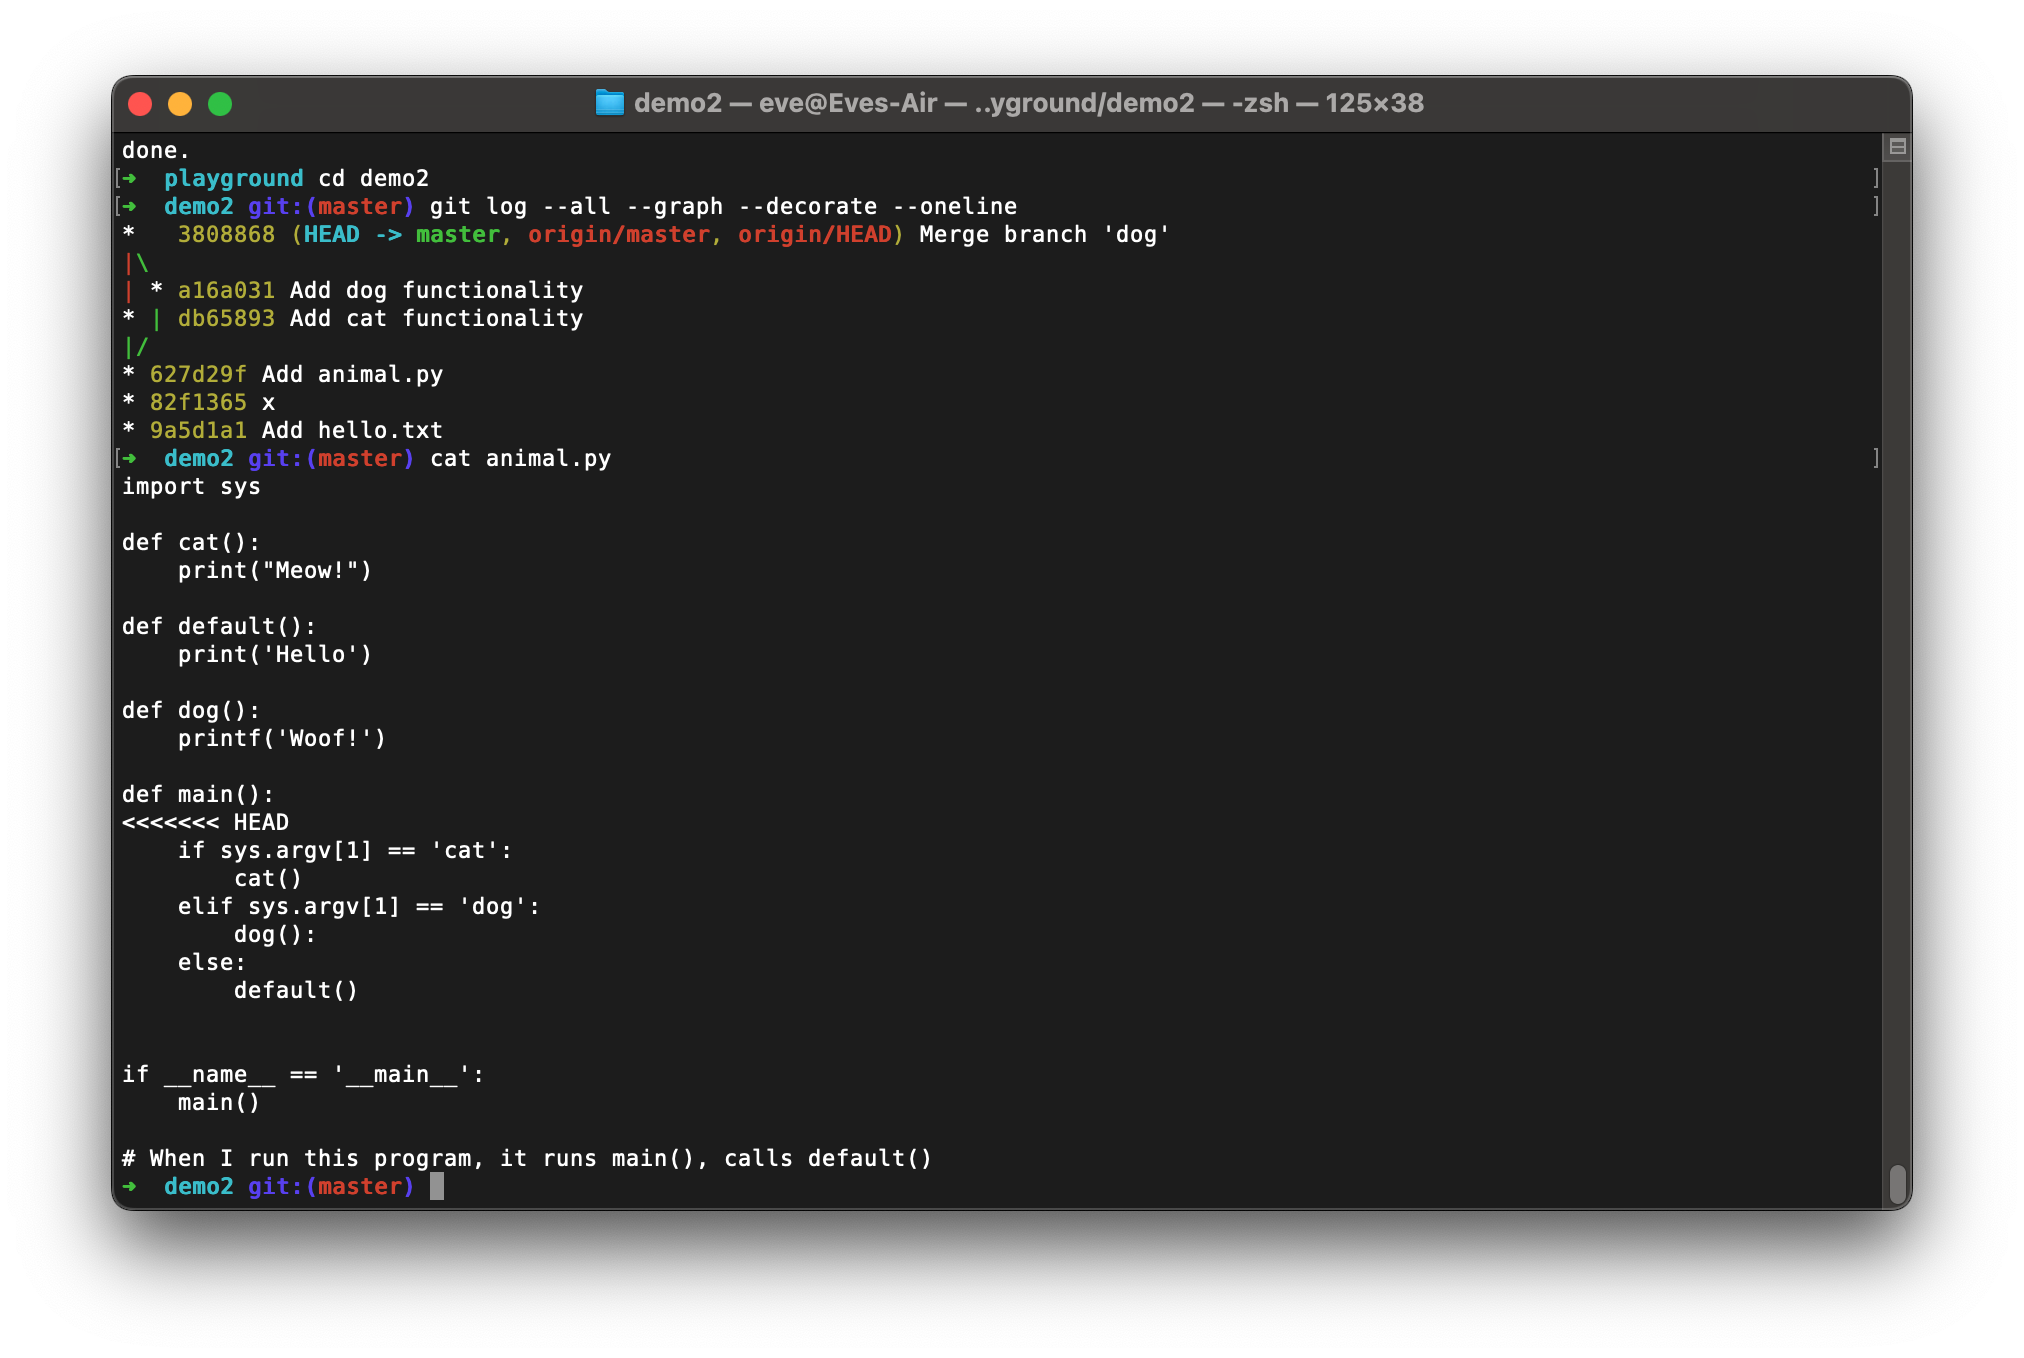 demo2 — eve@Eves-Air — ..yground/demo2 — -zsh — 125×38
done.
[➜  playground cd demo2 ]
[➜  demo2 git:(master) git log --all --graph --decorate --oneline ]
*   3808868 (HEAD -> master, origin/master, origin/HEAD) Merge branch 'dog'
|\
| * a16a031 Add dog functionality
* | db65893 Add cat functionality
|/
* 627d29f Add animal.py
* 82f1365 x
* 9a5d1a1 Add hello.txt
[➜  demo2 git:(master) cat animal.py ]
import sys

def cat():
    print("Meow!")

def default():
    print('Hello')

def dog():
    printf('Woof!')

def main():
<<<<<<< HEAD
    if sys.argv[1] == 'cat':
        cat()
    elif sys.argv[1] == 'dog':
        dog():
    else:
        default()


if __name__ == '__main__':
    main()

# When I run this program, it runs main(), calls default()
➜  demo2 git:(master)